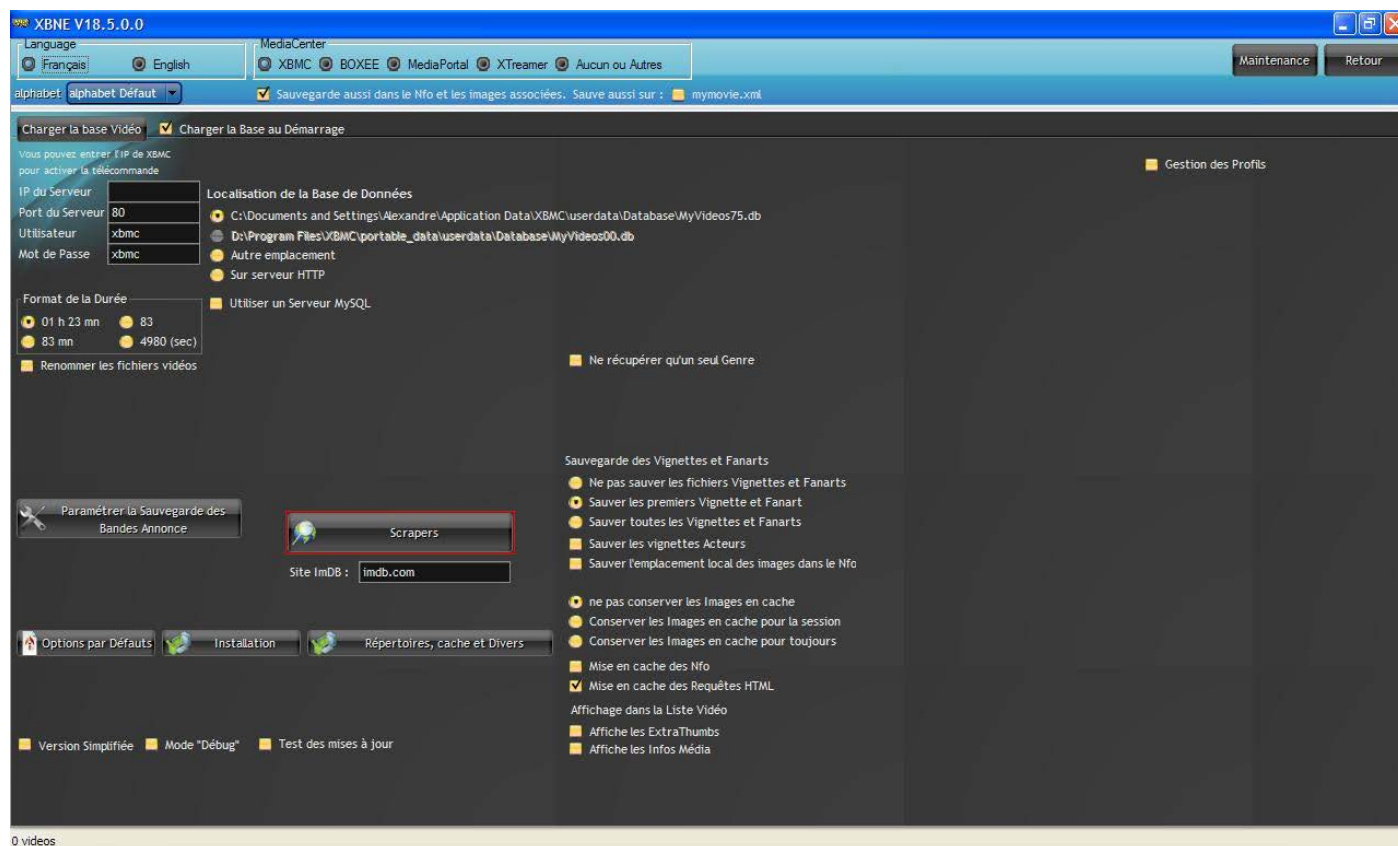 XBNE V18.5.0.0
Language
Français English
MediaCenter
XBMC BOXEE MediaPortal XTreamer Aucun ou Autres
Maintenance Retour
alphabet alphabet Défaut
Sauvegarde aussi dans le Nfo et les images associées. Sauve aussi sur : mymovie.xml
Charger la base Vidéo Charger la Base au Démarrage
Vous pouvez entrer l'IP de XBMC
pour activer la télécommande
Gestion des Profils
IP du Serveur
Port du Serveur 80
Utilisateur xbmc
Mot de Passe xbmc
Localisation de la Base de Données
C:\Documents and Settings\Alexandre\Application Data\XBMC\userdata\Database\MyVideos75.db
D:\Program Files\XBMC\portable_data\userdata\Database\MyVideos00.db
Autre emplacement
Sur serveur HTTP
Utiliser un Serveur MySQL
Format de la Durée
01 h 23 mn 83
83 mn 4980 (sec)
Renommer les fichiers vidéos
Ne récupérer qu'un seul Genre
Sauvegarde des Vignettes et Fanarts
Ne pas sauver les fichiers Vignettes et Fanarts
Sauver les premiers Vignette et Fanart
Sauver toutes les Vignettes et Fanarts
Sauver les vignettes Acteurs
Sauver l'emplacement local des images dans le Nfo
Paramétrer la Sauvegarde des
Bandes Annonce
Scrapers
Site ImDB : imdb.com
ne pas conserver les Images en cache
Conserver les Images en cache pour la session
Conserver les Images en cache pour toujours
Options par Défauts Installation Répertoires, cache et Divers
Mise en cache des Nfo
Mise en cache des Requêtes HTML
Affichage dans la Liste Vidéo
Affiche les ExtraThumbs
Affiche les Infos Média
Version Simplifiée Mode "Débug" Test des mises à jour
0 videos